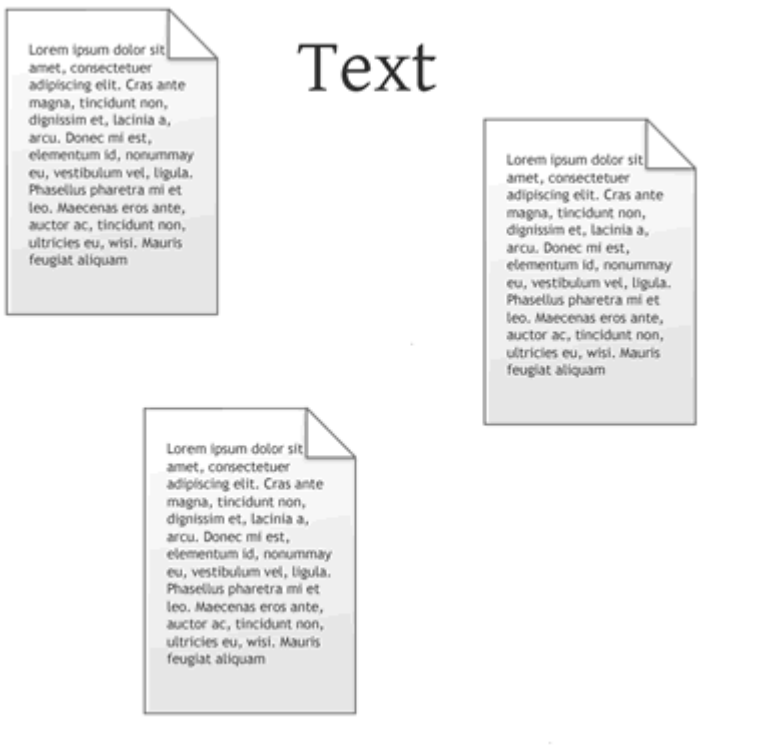 Lorem ipsum dolor sit
amet, consectetuer
adipiscing elit. Cras ante
magna, tincidunt non,
dignissim et, lacinia a,
arcu. Donec mi est,
elementum id, nonummay
eu, vestibulum vel, ligula.
Phasellus pharetra mi et
leo. Maecenas eros ante,
auctor ac, tincidunt non,
ultricies eu, wisi. Mauris
feugiat aliquam
Text
Lorem ipsum dolor sit
amet, consectetuer
adipiscing elit. Cras ante
magna, tincidunt non,
dignissim et, lacinia a,
arcu. Donec mi est,
elementum id, nonummay
eu, vestibulum vel, ligula.
Phasellus pharetra mi et
leo. Maecenas eros ante,
auctor ac, tincidunt non,
ultricies eu, wisi. Mauris
feugiat aliquam
Lorem ipsum dolor sit
amet, consectetuer
adipiscing elit. Cras ante
magna, tincidunt non,
dignissim et, lacinia a,
arcu. Donec mi est,
elementum id, nonummay
eu, vestibulum vel, ligula.
Phasellus pharetra mi et
leo. Maecenas eros ante,
auctor ac, tincidunt non,
ultricies eu, wisi. Mauris
feugiat aliquam